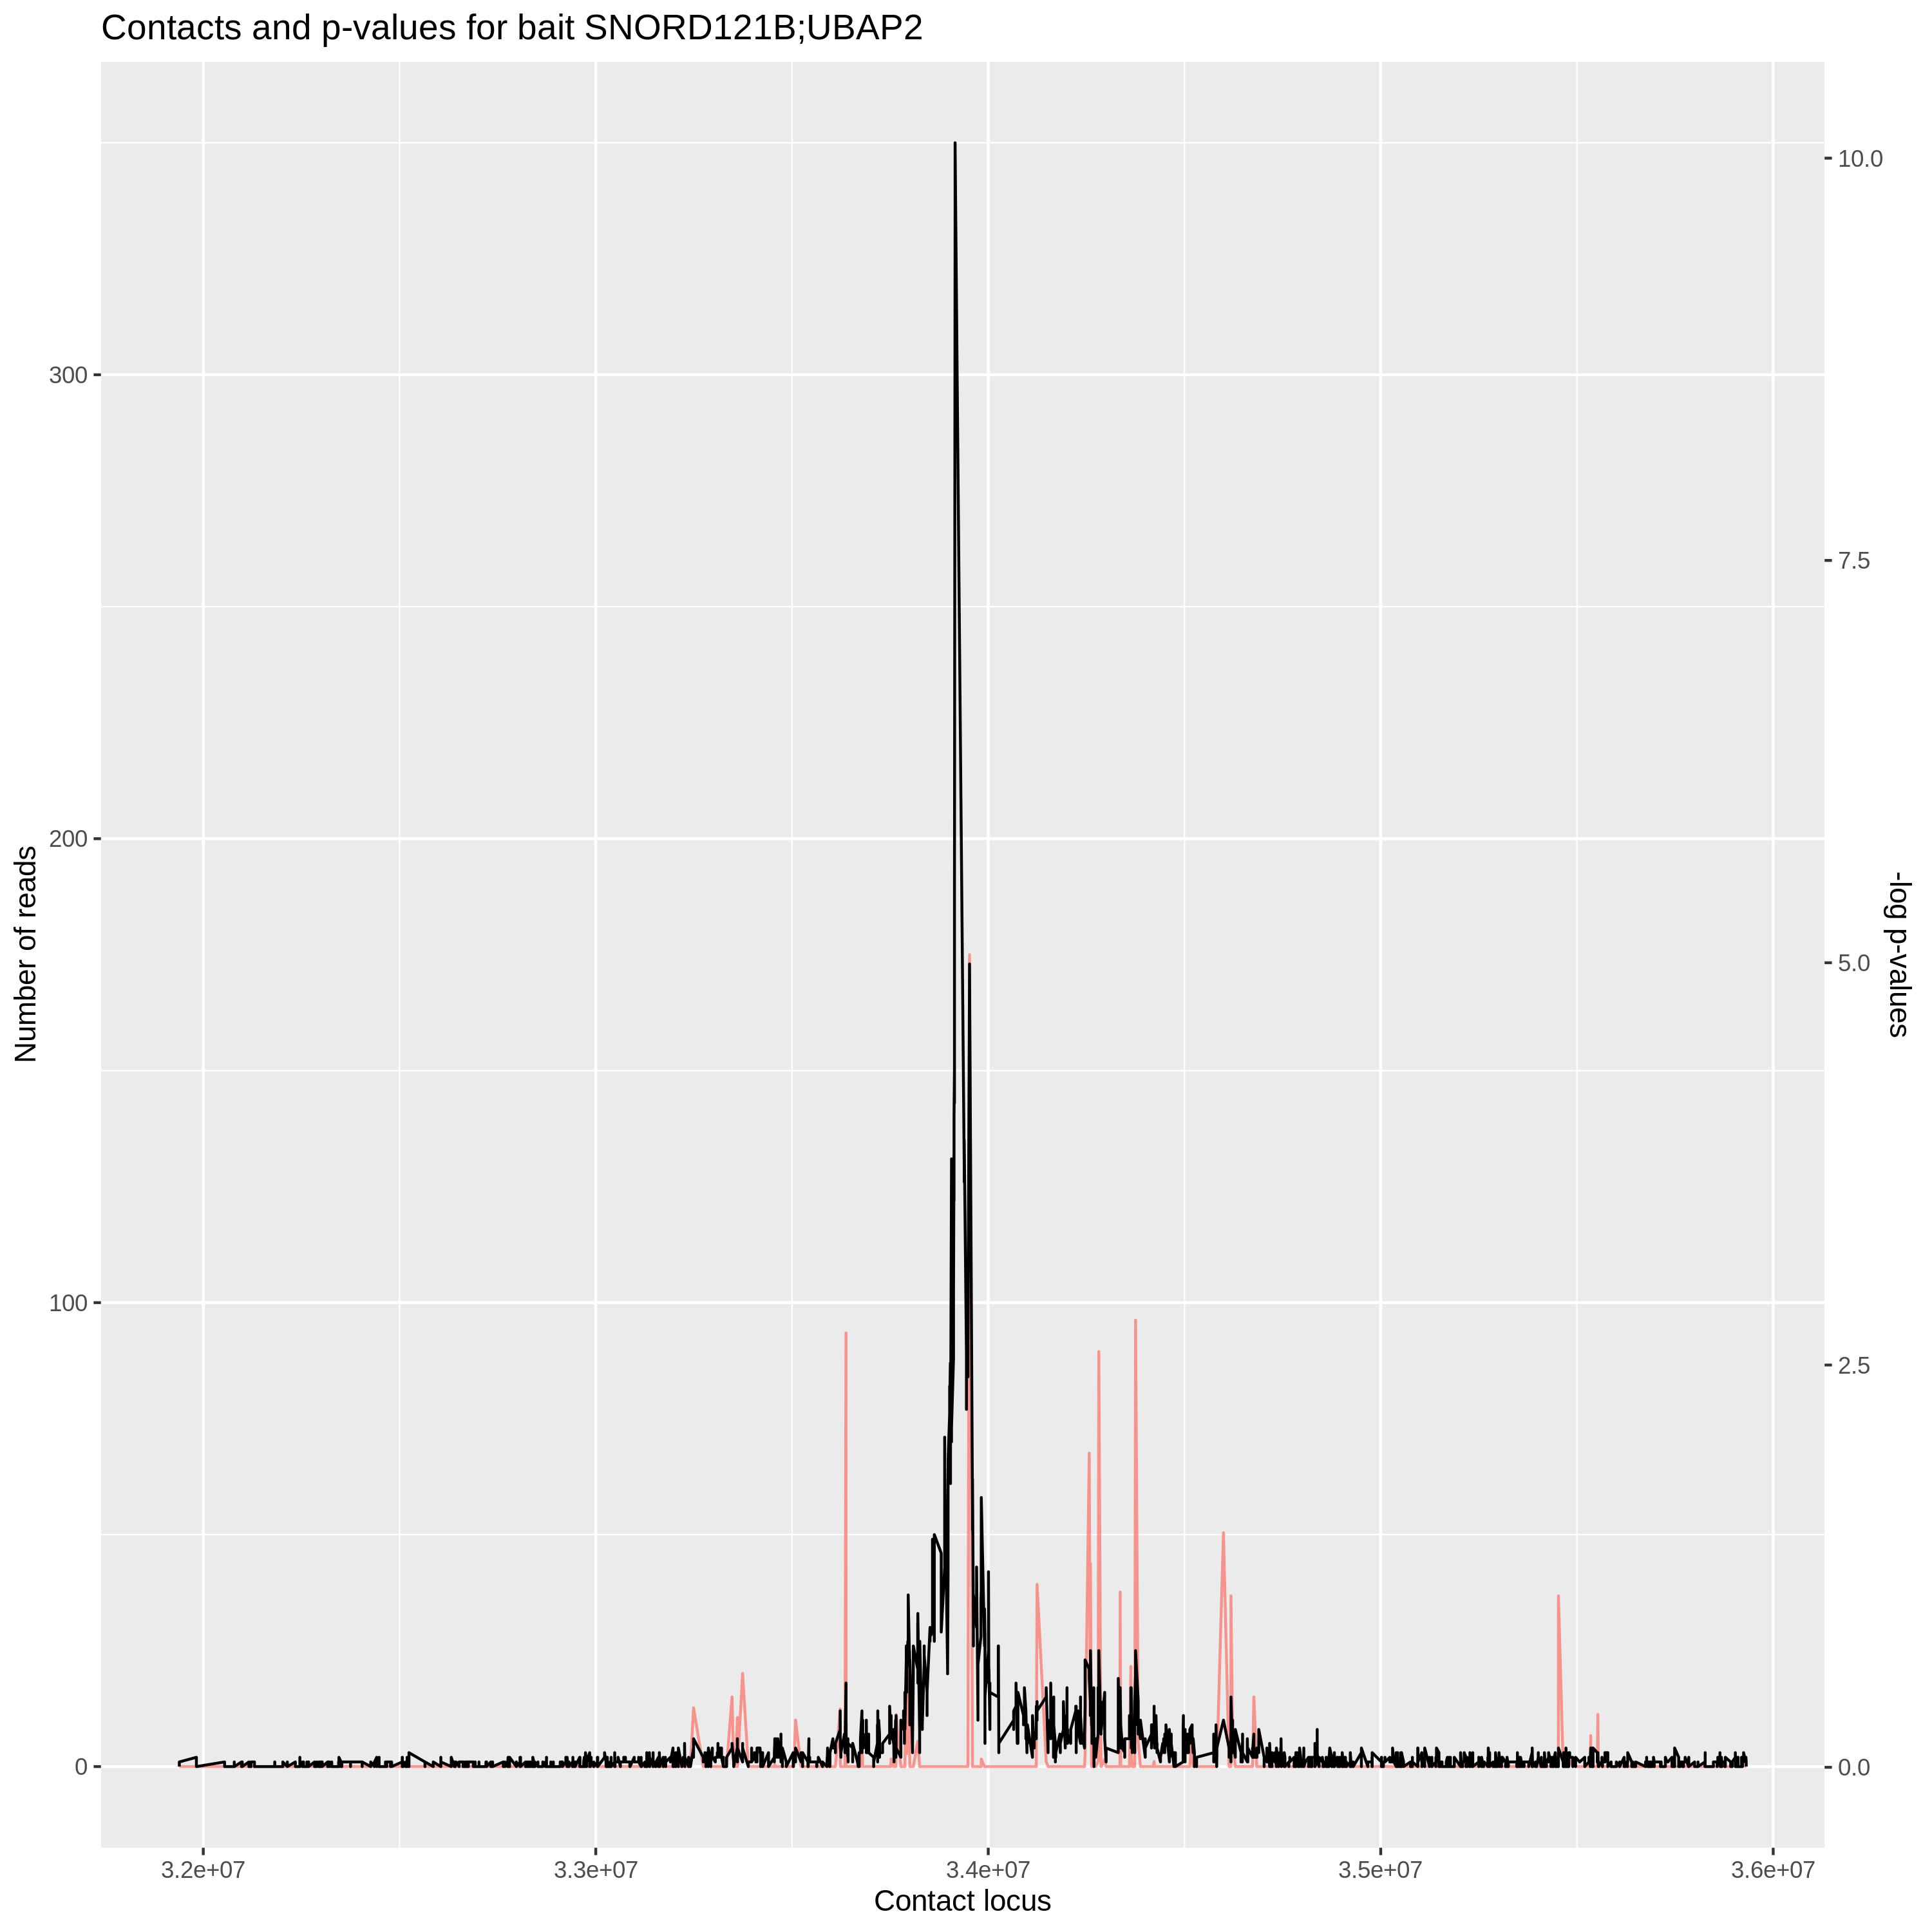 Contacts and p-values for bait SNORD121B;UBAP2
300
200
100
0
Number of reads
10.0
7.5
5.0
2.5
0.0
-log p-values
3.2e+07
3.3e+07
3.4e+07
3.5e+07
3.6e+07
Contact locus